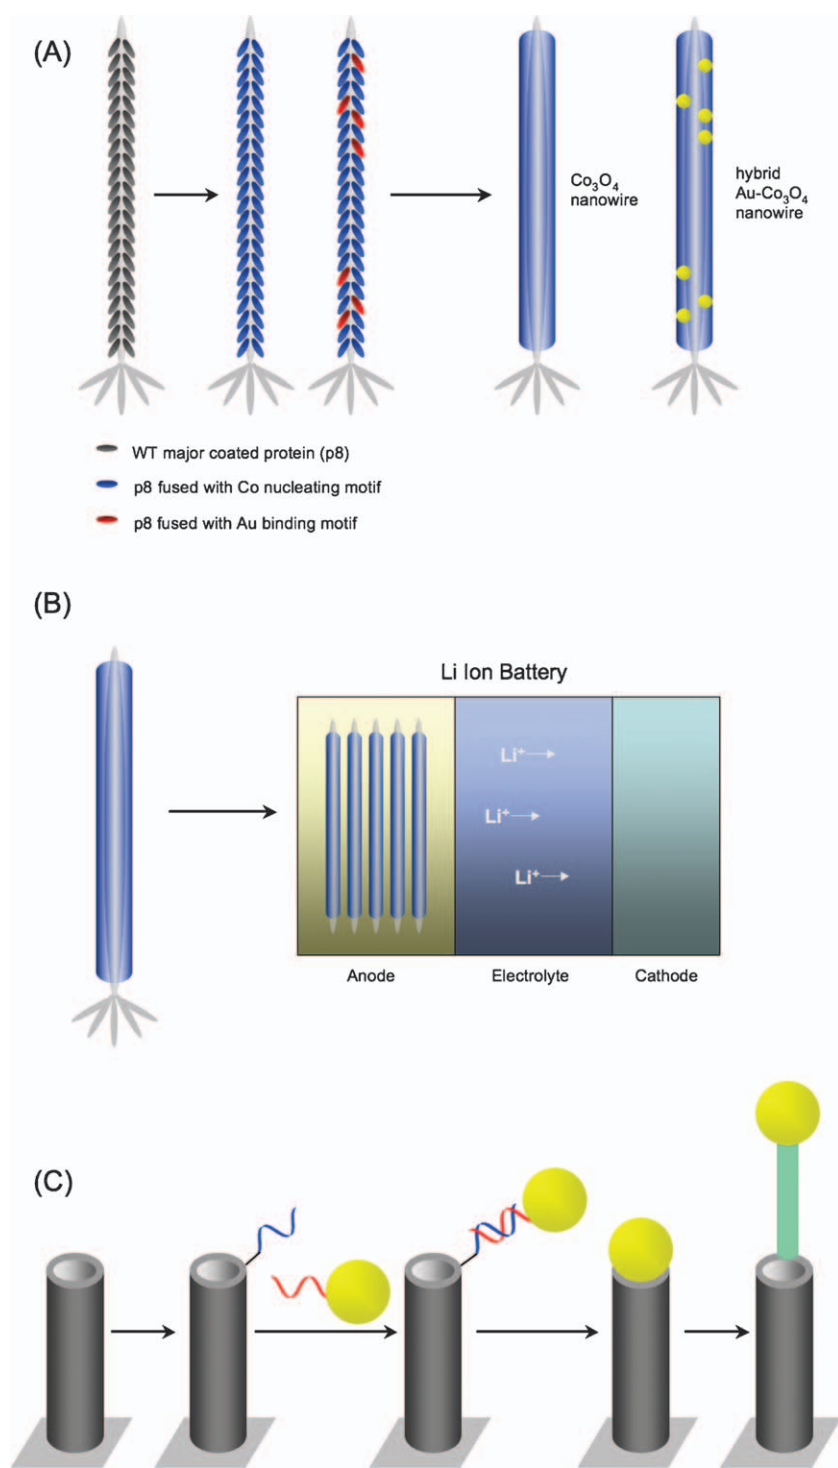 (A)
Co₃O₄
nanowire
hybrid
Au-Co₃O₄
nanowire
WT major coated protein (p8)
p8 fused with Co nucleating motif
p8 fused with Au binding motif
(B)
Li Ion Battery
Li⁺
Li⁺
Li⁺
Anode
Electrolyte
Cathode
(C)